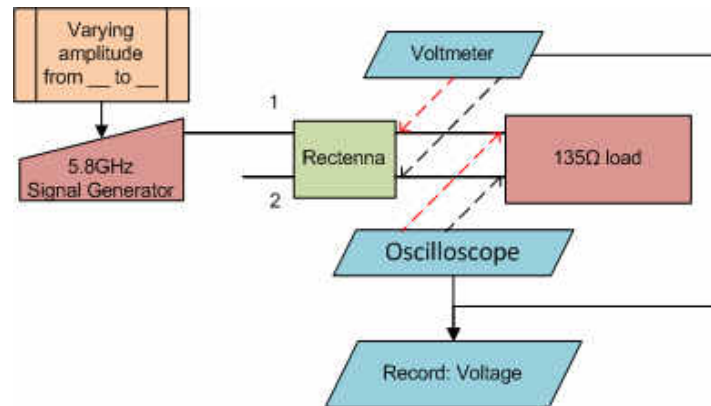 Varying
amplitude
from __ to __
Voltmeter
1
5.8GHz
Signal Generator
Rectenna
135Ω load
2
Oscilloscope
Record: Voltage